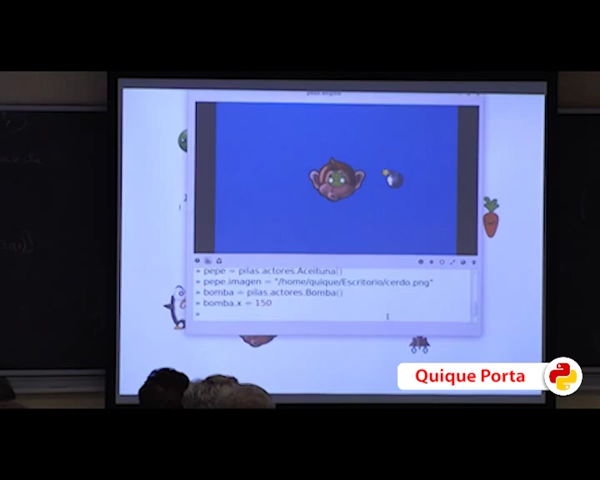 pepe = pilas.actores.Aceituna()
pepe.imagen = "/home/quique/Escritorio/cerdo.png"
bomba = pilas.actores.Bomba()
bomba.x = 150
Quique Porta